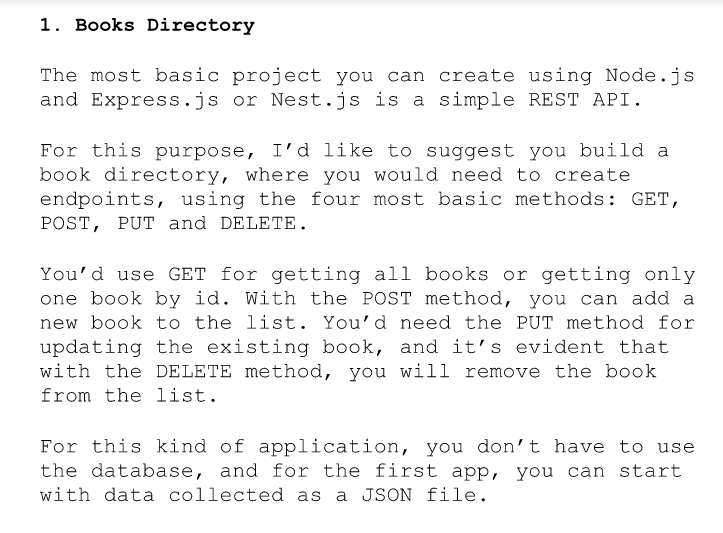 1. Books Directory
The most basic project you can create using Node.js
and Express.js or Nest.js is a simple REST API.
For this purpose, I’d like to suggest you build a
book directory, where you would need to create
endpoints, using the four most basic methods: GET,
POST, PUT and DELETE.
You’d use GET for getting all books or getting only
one book by id. With the POST method, you can add a
new book to the list. You’d need the PUT method for
updating the existing book, and it’s evident that
with the DELETE method, you will remove the book
from the list.
For this kind of application, you don’t have to use
the database, and for the first app, you can start
with data collected as a JSON file.